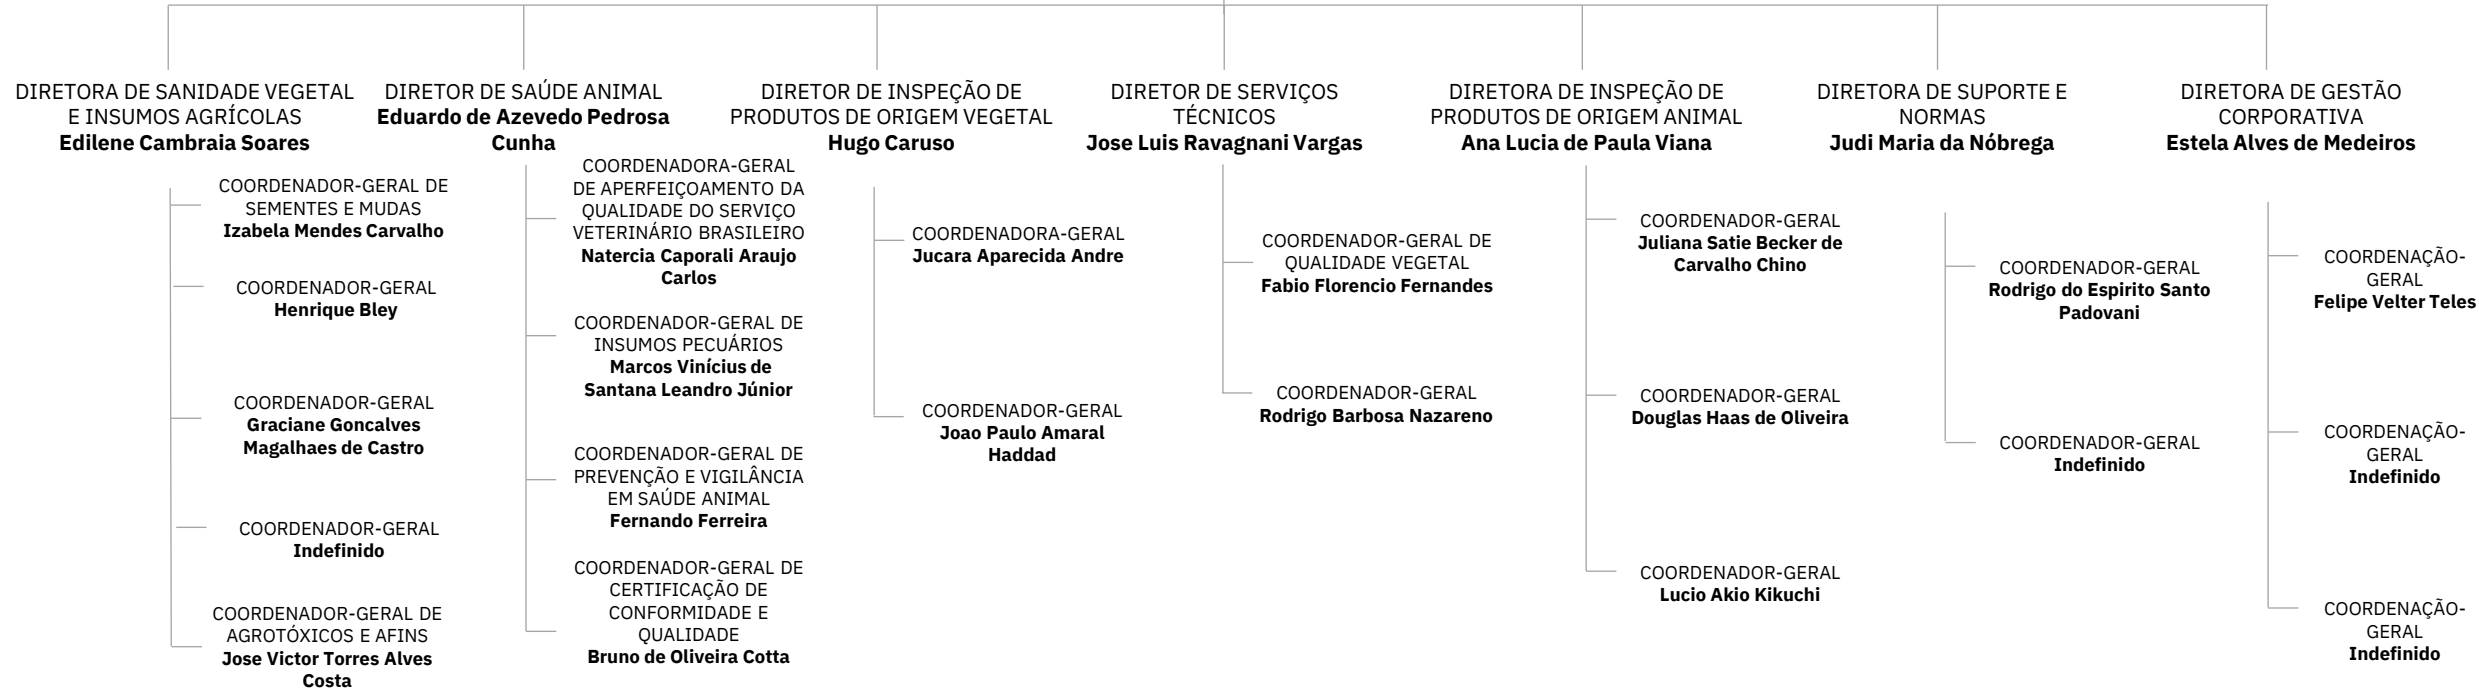 DIRETORA DE SANIDADE VEGETAL
E INSUMOS AGRÍCOLAS
Edilene Cambraia Soares
COORDENADOR-GERAL DE
SEMENTES E MUDAS
Izabela Mendes Carvalho
COORDENADOR-GERAL
Henrique Bley
COORDENADOR-GERAL
Graciane Goncalves
Magalhaes de Castro
COORDENADOR-GERAL
Indefinido
COORDENADOR-GERAL DE
AGROTÓXICOS E AFINS
Jose Victor Torres Alves
Costa
DIRETOR DE SAÚDE ANIMAL
Eduardo de Azevedo Pedrosa
Cunha
COORDENADORA-GERAL
DE APERFEIÇOAMENTO DA
QUALIDADE DO SERVIÇO
VETERINÁRIO BRASILEIRO
Natercia Caporali Araujo
Carlos
COORDENADOR-GERAL DE
INSUMOS PECUÁRIOS
Marcos Vinícius de
Santana Leandro Júnior
COORDENADOR-GERAL DE
PREVENÇÃO E VIGILÂNCIA
EM SAÚDE ANIMAL
Fernando Ferreira
COORDENADOR-GERAL DE
CERTIFICAÇÃO DE
CONFORMIDADE E
QUALIDADE
Bruno de Oliveira Cotta
DIRETOR DE INSPEÇÃO DE
PRODUTOS DE ORIGEM VEGETAL
Hugo Caruso
COORDENADORA-GERAL
Jucara Aparecida Andre
COORDENADOR-GERAL
Joao Paulo Amaral
Haddad
DIRETOR DE SERVIÇOS
TÉCNICOS
Jose Luis Ravagnani Vargas
COORDENADOR-GERAL DE
QUALIDADE VEGETAL
Fabio Florencio Fernandes
COORDENADOR-GERAL
Rodrigo Barbosa Nazareno
DIRETORA DE INSPEÇÃO DE
PRODUTOS DE ORIGEM ANIMAL
Ana Lucia de Paula Viana
COORDENADOR-GERAL
Juliana Satie Becker de
Carvalho Chino
COORDENADOR-GERAL
Douglas Haas de Oliveira
COORDENADOR-GERAL
Lucio Akio Kikuchi
DIRETORA DE SUPORTE E
NORMAS
Judi Maria da Nóbrega
COORDENADOR-GERAL
Rodrigo do Espirito Santo
Padovani
COORDENADOR-GERAL
Indefinido
DIRETORA DE GESTÃO
CORPORATIVA
Estela Alves de Medeiros
COORDENAÇÃO-
GERAL
Felipe Velter Teles
COORDENAÇÃO-
GERAL
Indefinido
COORDENAÇÃO-
GERAL
Indefinido